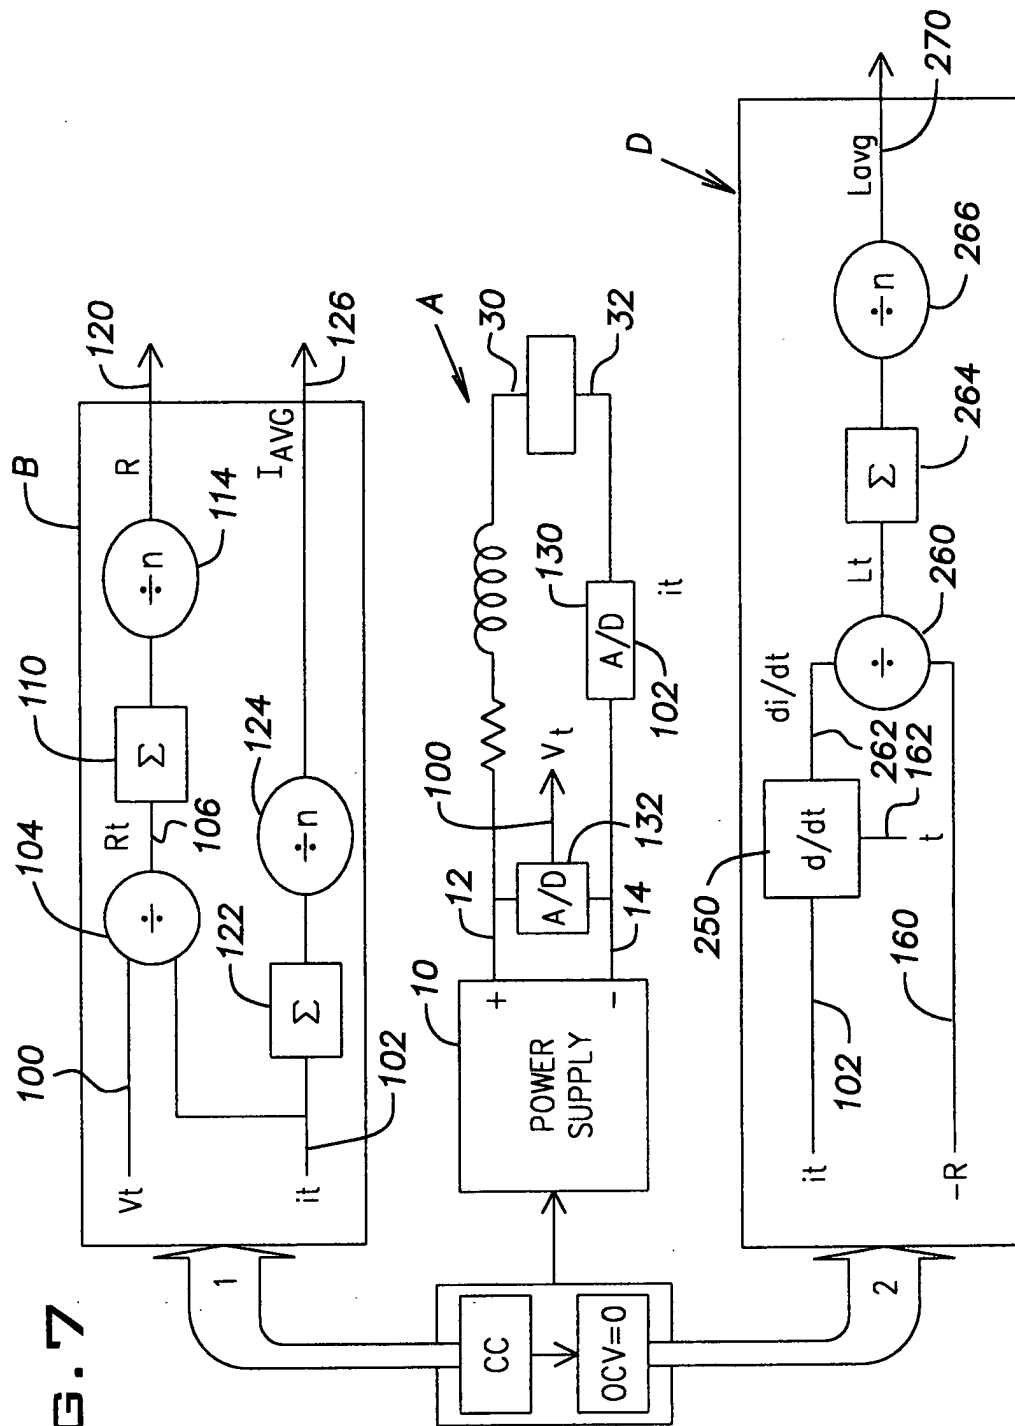 G.7
B
100
104
Rt
106
110
114
R
120
Vt
÷
Σ
÷n
it
102
122
Σ
124
÷n
I AVG
126
1
CC
OCV=0
2
10
POWER
SUPPLY
+
-
12
14
100
Vt
A/D
132
130
A/D
102
it
30
32
A
D
it
102
250
d/dt
t
162
262
di/dt
-R
160
÷
260
Lt
Σ
264
÷n
266
Lavg
270